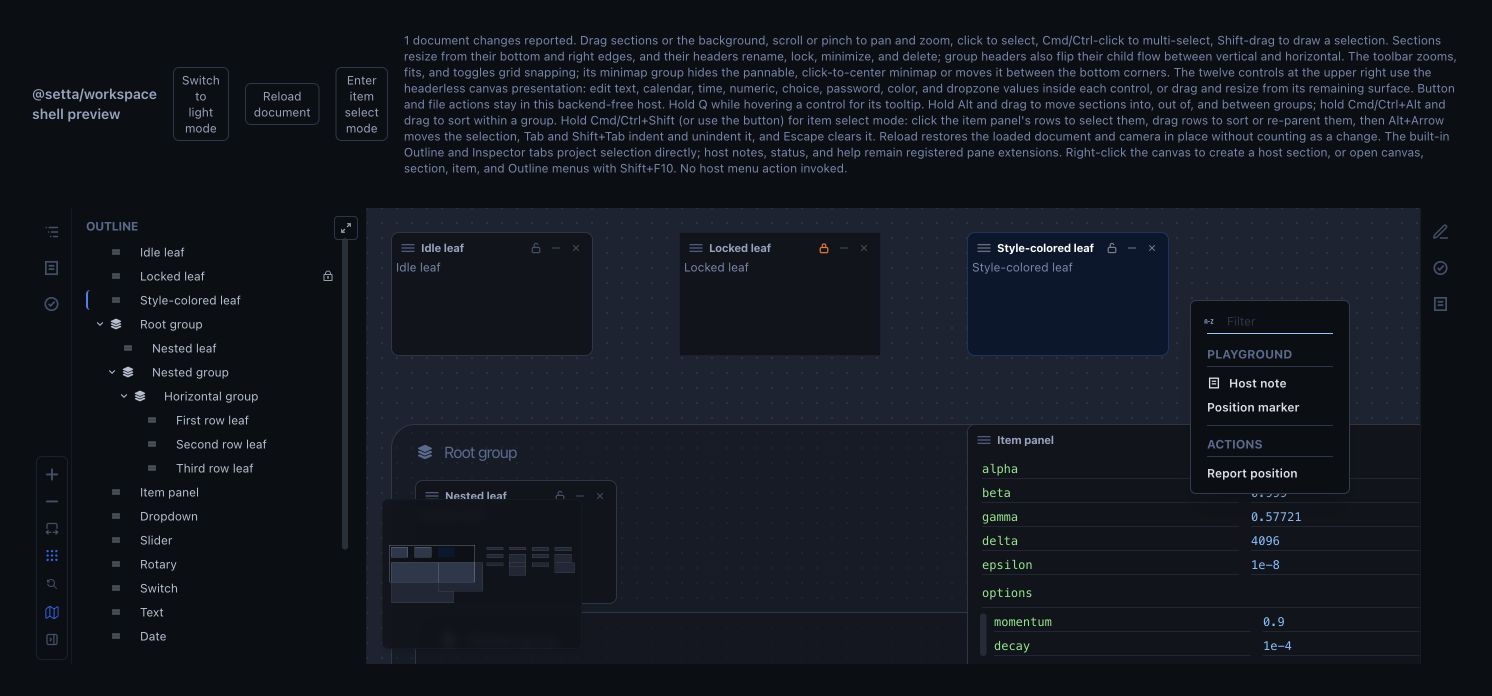 @setta/workspace
shell preview
Switch
to
light
mode
Reload
document
Enter
item
select
mode
1 document changes reported. Drag sections or the background, scroll or pinch to pan and zoom, click to select, Cmd/Ctrl-click to multi-select, Shift-drag to draw a selection. Sections
resize from their bottom and right edges, and their headers rename, lock, minimize, and delete; group headers also flip their child flow between vertical and horizontal. The toolbar zooms,
fits, and toggles grid snapping; its minimap group hides the pannable, click-to-center minimap or moves it between the bottom corners. The twelve controls at the upper right use the
headerless canvas presentation: edit text, calendar, time, numeric, choice, password, color, and dropzone values inside each control, or drag and resize from its remaining surface. Button
and file actions stay in this backend-free host. Hold Q while hovering a control for its tooltip. Hold Alt and drag to move sections into, out of, and between groups; hold Cmd/Ctrl+Alt and
drag to sort within a group. Hold Cmd/Ctrl+Shift (or use the button) for item select mode: click the item panel's rows to select them, drag rows to sort or re-parent them, then Alt+Arrow
moves the selection, Tab and Shift+Tab indent and unindent it, and Escape clears it. Reload restores the loaded document and camera in place without counting as a change. The built-in
Outline and Inspector tabs project selection directly; host notes, status, and help remain registered pane extensions. Right-click the canvas to create a host section, or open canvas,
section, item, and Outline menus with Shift+F10. No host menu action invoked.
OUTLINE
Idle leaf
Locked leaf
Style-colored leaf
Root group
Nested leaf
Nested group
Horizontal group
First row leaf
Second row leaf
Third row leaf
Item panel
Dropdown
Slider
Rotary
Switch
Text
Date
Idle leaf
Idle leaf
Locked leaf
Locked leaf
Style-colored leaf
Style-colored leaf
Root group
Nested leaf
Item panel
alpha
beta
gamma 0.57721
delta 4096
epsilon 1e-8
options
momentum 0.9
decay 1e-4
A-Z Filter
PLAYGROUND
Host note
Position marker
ACTIONS
Report position